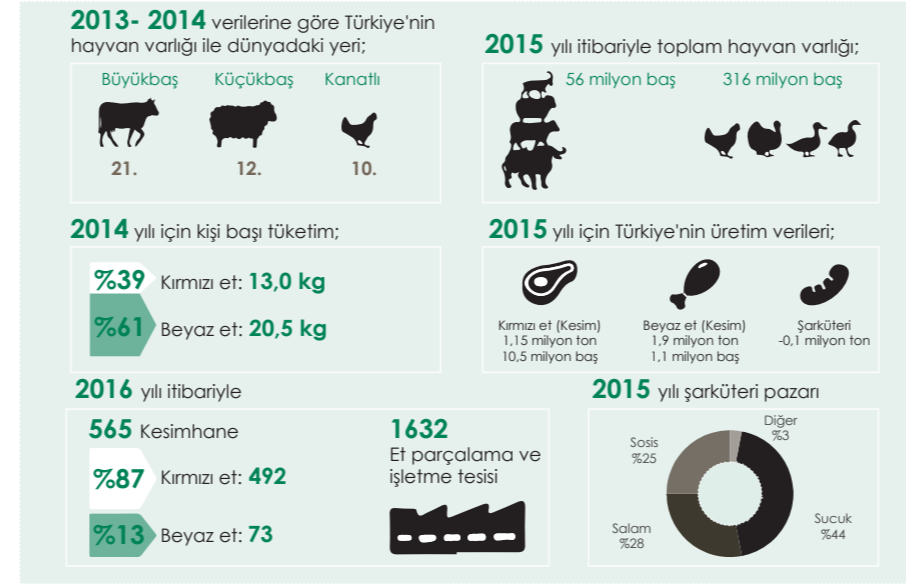 2013- 2014 verilerine göre Türkiye'nin
hayvan varlığı ile dünyadaki yeri;
Büyükbaş Küçükbaş Kanatlı
21. 12. 10.
2015 yılı itibariyle toplam hayvan varlığı;
56 milyon baş 316 milyon baş
2014 yılı için kişi başı tüketim;
%39 Kırmızı et: 13,0 kg
%61 Beyaz et: 20,5 kg
2015 yılı için Türkiye'nin üretim verileri;
Kırmızı et (Kesim)
1,15 milyon ton
10,5 milyon baş
Beyaz et (Kesim)
1,9 milyon ton
1,1 milyon baş
Şarküteri
-0,1 milyon ton
2016 yılı itibariyle
565 Kesimhane
%87 Kırmızı et: 492
%13 Beyaz et: 73
1632
Et parçalama ve
işletme tesisi
2015 yılı şarküteri pazarı
Diğer
%3
Sosis
%25
Salam
%28
Sucuk
%44